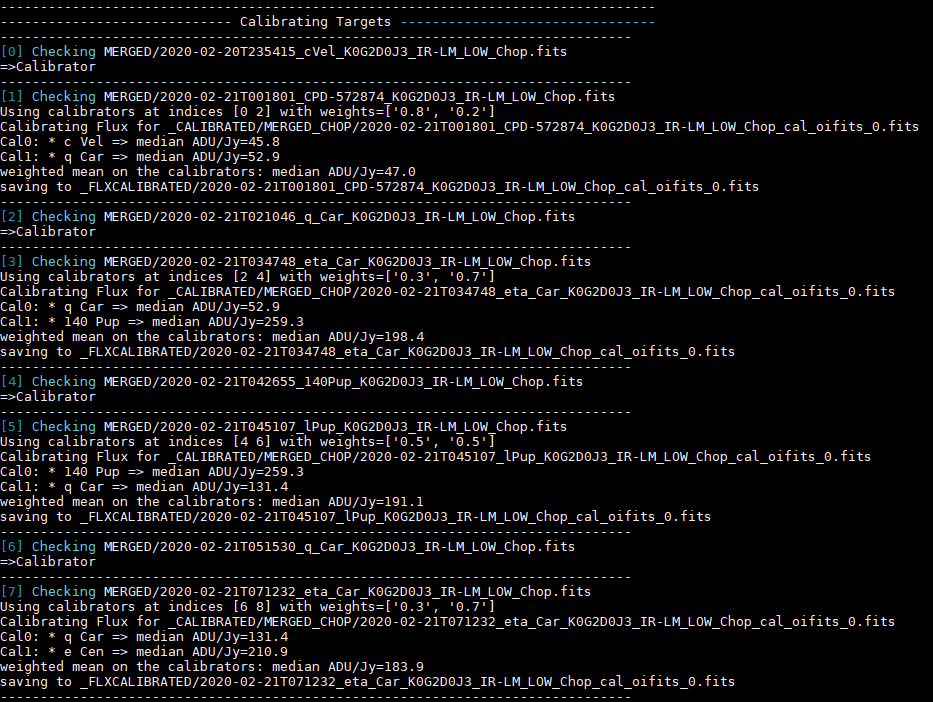 ----------------------------------------------------------------------------------
----------------------------- Calibrating Targets --------------------------------
-------------------------------------------------------------------------------
[0] Checking MERGED/2020-02-20T235415_cVel_K0G2D0J3_IR-LM_LOW_Chop.fits
=>Calibrator
-------------------------------------------------------------------------------
[1] Checking MERGED/2020-02-21T001801_CPD-572874_K0G2D0J3_IR-LM_LOW_Chop.fits
Using calibrators at indices [0 2] with weights=['0.8', '0.2']
Calibrating Flux for _CALIBRATED/MERGED_CHOP/2020-02-21T001801_CPD-572874_K0G2D0J3_IR-LM_LOW_Chop_cal_oifits_0.fits
Cal0: * c Vel => median ADU/Jy=45.8
Cal1: * q Car => median ADU/Jy=52.9
weighted mean on the calibrators: median ADU/Jy=47.0
saving to _FLXCALIBRATED/2020-02-21T001801_CPD-572874_K0G2D0J3_IR-LM_LOW_Chop_cal_oifits_0.fits
-------------------------------------------------------------------------------
[2] Checking MERGED/2020-02-21T021046_q_Car_K0G2D0J3_IR-LM_LOW_Chop.fits
=>Calibrator
-------------------------------------------------------------------------------
[3] Checking MERGED/2020-02-21T034748_eta_Car_K0G2D0J3_IR-LM_LOW_Chop.fits
Using calibrators at indices [2 4] with weights=['0.3', '0.7']
Calibrating Flux for _CALIBRATED/MERGED_CHOP/2020-02-21T034748_eta_Car_K0G2D0J3_IR-LM_LOW_Chop_cal_oifits_0.fits
Cal0: * q Car => median ADU/Jy=52.9
Cal1: * 140 Pup => median ADU/Jy=259.3
weighted mean on the calibrators: median ADU/Jy=198.4
saving to _FLXCALIBRATED/2020-02-21T034748_eta_Car_K0G2D0J3_IR-LM_LOW_Chop_cal_oifits_0.fits
-------------------------------------------------------------------------------
[4] Checking MERGED/2020-02-21T042655_140Pup_K0G2D0J3_IR-LM_LOW_Chop.fits
=>Calibrator
-------------------------------------------------------------------------------
[5] Checking MERGED/2020-02-21T045107_lPup_K0G2D0J3_IR-LM_LOW_Chop.fits
Using calibrators at indices [4 6] with weights=['0.5', '0.5']
Calibrating Flux for _CALIBRATED/MERGED_CHOP/2020-02-21T045107_lPup_K0G2D0J3_IR-LM_LOW_Chop_cal_oifits_0.fits
Cal0: * 140 Pup => median ADU/Jy=259.3
Cal1: * q Car => median ADU/Jy=131.4
weighted mean on the calibrators: median ADU/Jy=191.1
saving to _FLXCALIBRATED/2020-02-21T045107_lPup_K0G2D0J3_IR-LM_LOW_Chop_cal_oifits_0.fits
-------------------------------------------------------------------------------
[6] Checking MERGED/2020-02-21T051530_q_Car_K0G2D0J3_IR-LM_LOW_Chop.fits
=>Calibrator
-------------------------------------------------------------------------------
[7] Checking MERGED/2020-02-21T071232_eta_Car_K0G2D0J3_IR-LM_LOW_Chop.fits
Using calibrators at indices [6 8] with weights=['0.3', '0.7']
Calibrating Flux for _CALIBRATED/MERGED_CHOP/2020-02-21T071232_eta_Car_K0G2D0J3_IR-LM_LOW_Chop_cal_oifits_0.fits
Cal0: * q Car => median ADU/Jy=131.4
Cal1: * e Cen => median ADU/Jy=210.9
weighted mean on the calibrators: median ADU/Jy=183.9
saving to _FLXCALIBRATED/2020-02-21T071232_eta_Car_K0G2D0J3_IR-LM_LOW_Chop_cal_oifits_0.fits
-------------------------------------------------------------------------------